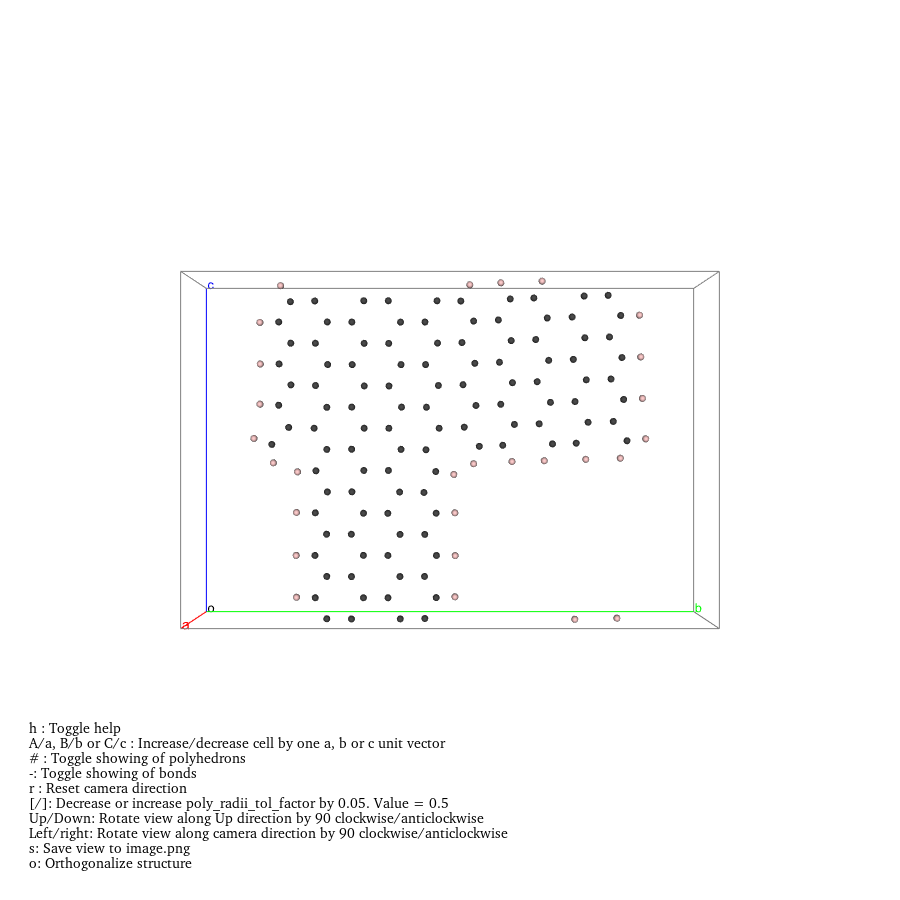 c
o
b
a
h : Toggle help
A/a, B/b or C/c : Increase/decrease cell by one a, b or c unit vector
# : Toggle showing of polyhedrons
-: Toggle showing of bonds
r : Reset camera direction
[/]: Decrease or increase poly_radii_tol_factor by 0.05. Value = 0.5
Up/Down: Rotate view along Up direction by 90 clockwise/anticlockwise
Left/right: Rotate view along camera direction by 90 clockwise/anticlockwise
s: Save view to image.png
o: Orthogonalize structure